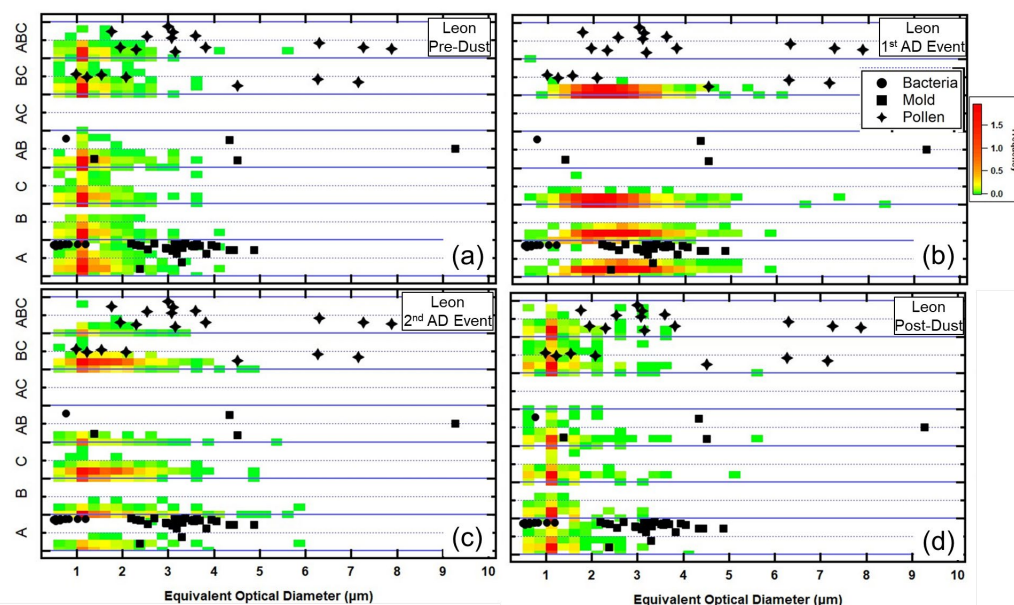 Leon
Pre-Dust
(a)
ABC
BC
AC
AB
C
B
A
Leon
1st AD Event
Bacteria
Mold
Pollen
1.5
1.0
0.5
0.0
(b)
Leon
2nd AD Event
(c)
ABC
BC
AC
AB
C
B
A
1 2 3 4 5 6 7 8 9 10
Equivalent Optical Diameter (µm)
Leon
Post-Dust
(d)
1 2 3 4 5 6 7 8 9 10
Equivalent Optical Diameter (µm)